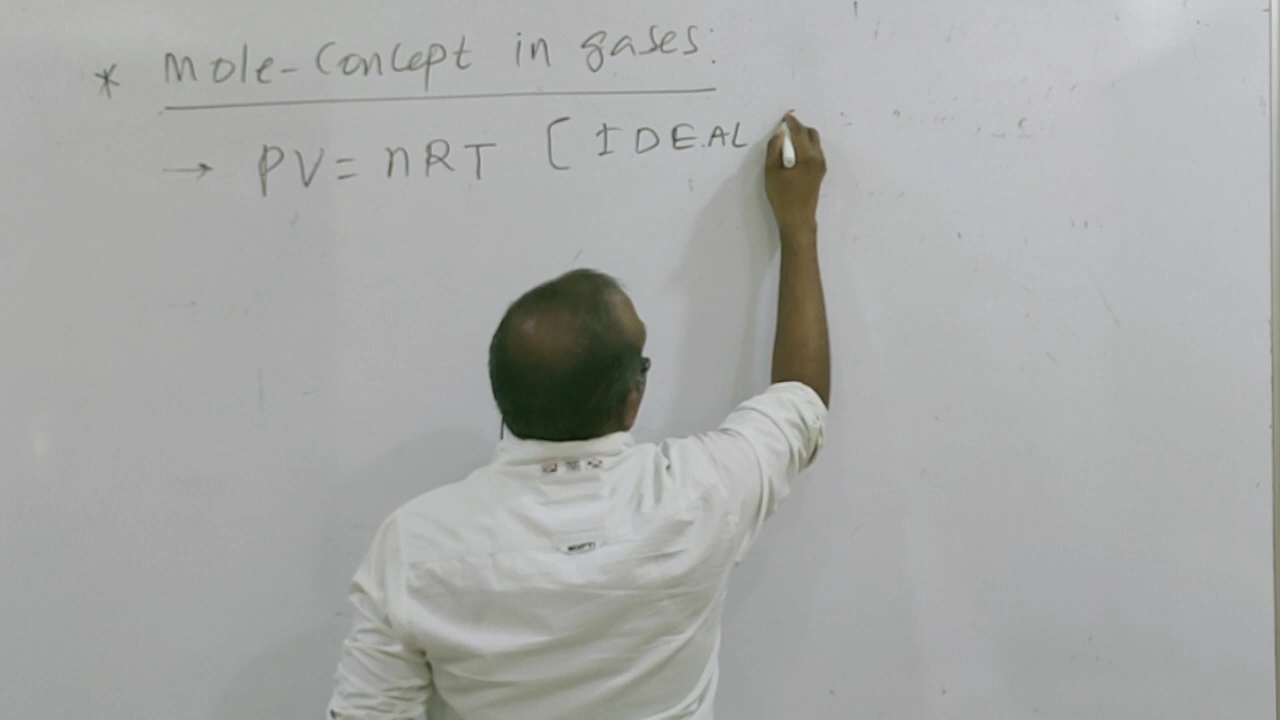 * Mole-Concept in gases:
→ PV = nRT [ IDEAL